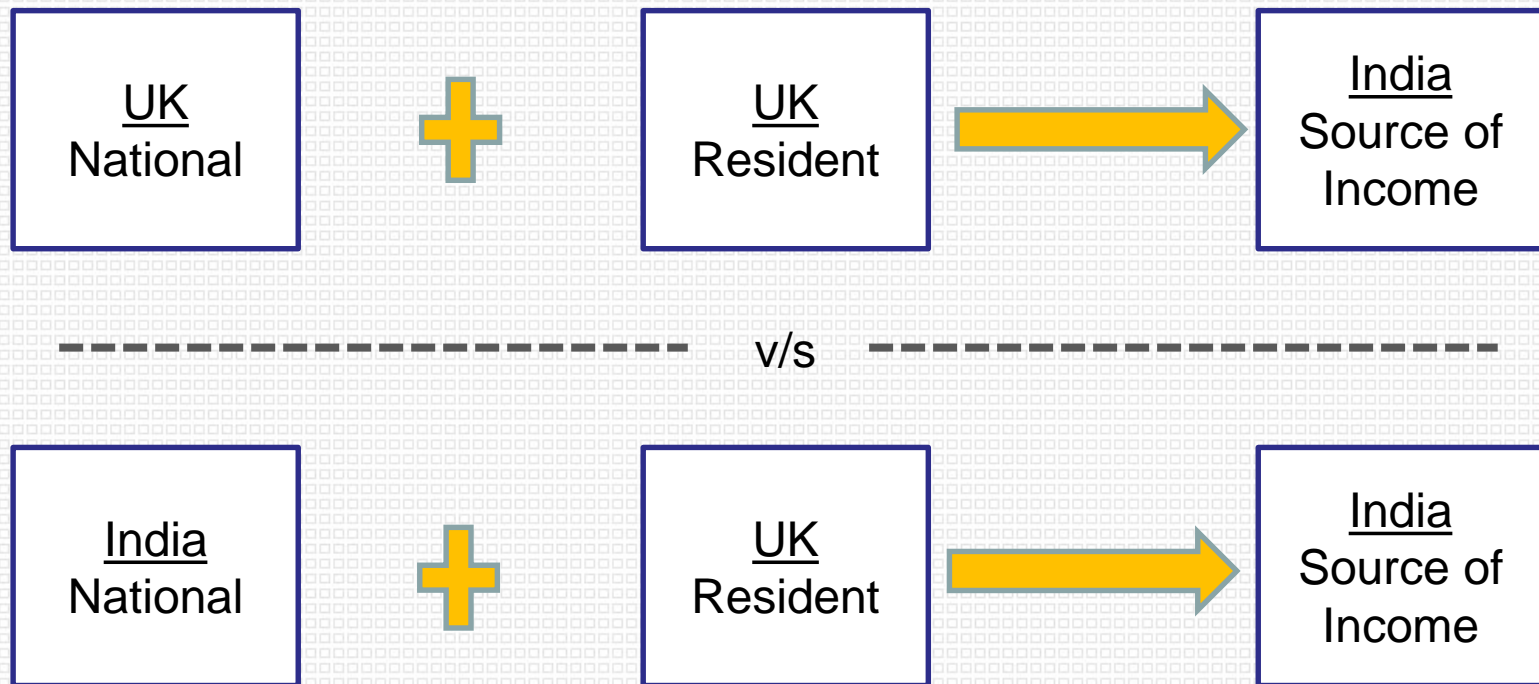 UK
National
UK
Resident
India
Source of
Income
v/s
India
National
UK
Resident
India
Source of
Income